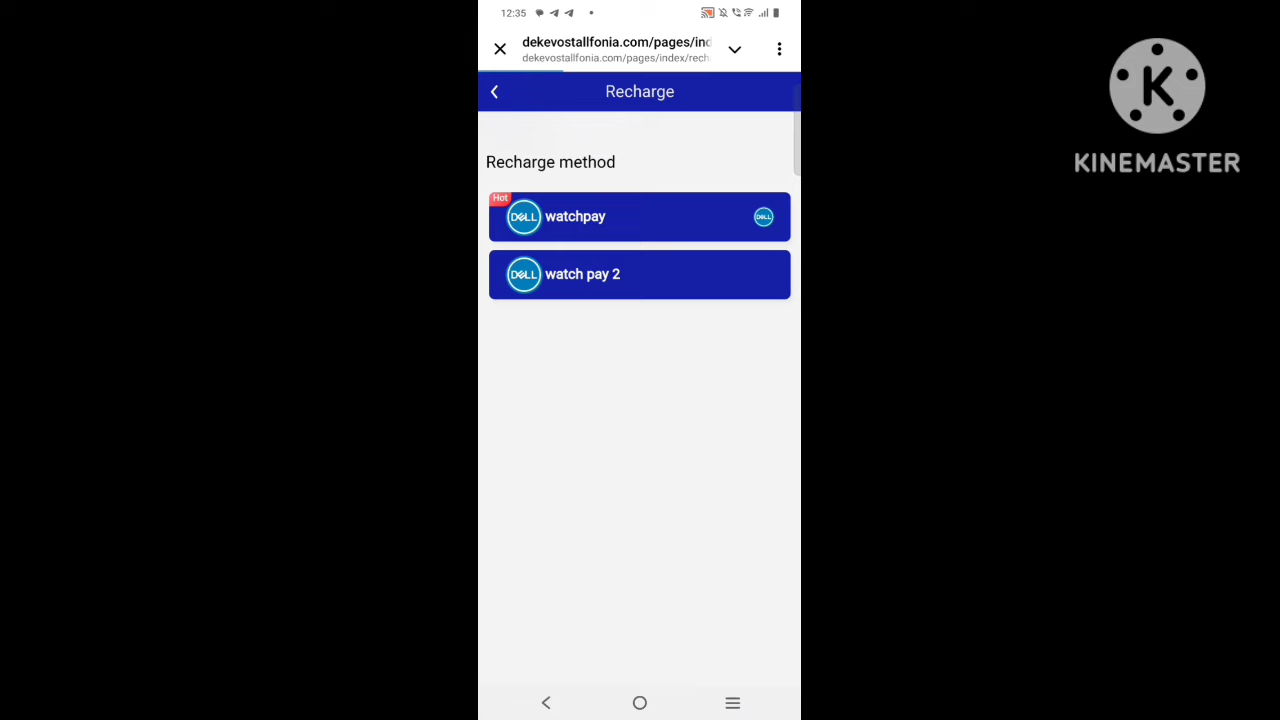 12:35
dekevostallfonia.com/pages/ind
dekevostallfonia.com/pages/index/rech
Recharge
Recharge method
Hot
DELL watchpay DELL
DELL watch pay 2
K
KINEMASTER